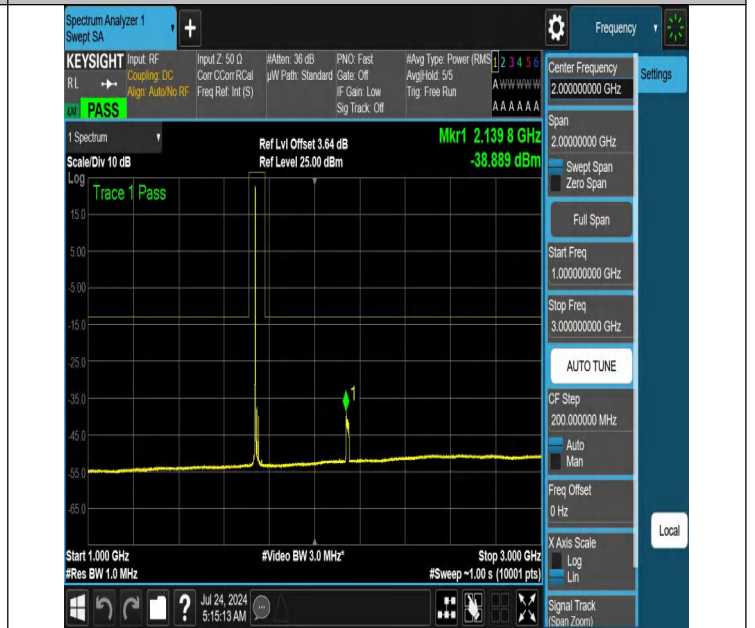 Spectrum Analyzer 1
Swept SA
+
Frequency
KEYSIGHT
RL
PASS
Input: RF
Coupling: DC
Align: Auto/No RF
Input Z: 50 Ω
Corr CCorr RCal
Freq Ref: Int (S)
#Atten: 36 dB
µW Path: Standard
PNO: Fast
Gate: Off
IF Gain: Low
Sig Track: Off
#Avg Type: Power (RMS
Avg|Hold: 5/5
Trig: Free Run
1 2 3 4 5 6
A W W W W W
A A A A A A
1 Spectrum
Scale/Div 10 dB
Ref Lvl Offset 3.64 dB
Ref Level 25.00 dBm
Mkr1 2.139 8 GHz
-38.889 dBm
Log
Trace 1 Pass
15.0
5.00
-5.00
-15.0
-25.0
-35.0
-45.0
-55.0
-65.0
1
Start 1.000 GHz
#Res BW 1.0 MHz
#Video BW 3.0 MHz*
Stop 3.000 GHz
#Sweep ~1.00 s (10001 pts)
Center Frequency
2.000000000 GHz
Span
2.00000000 GHz
Swept Span
Zero Span
Full Span
Start Freq
1.000000000 GHz
Stop Freq
3.000000000 GHz
AUTO TUNE
CF Step
200.000000 MHz
Auto
Man
Freq Offset
0 Hz
X Axis Scale
Log
Lin
Signal Track
(Span Zoom)
Settings
Local
?
Jul 24, 2024
5:15:13 AM